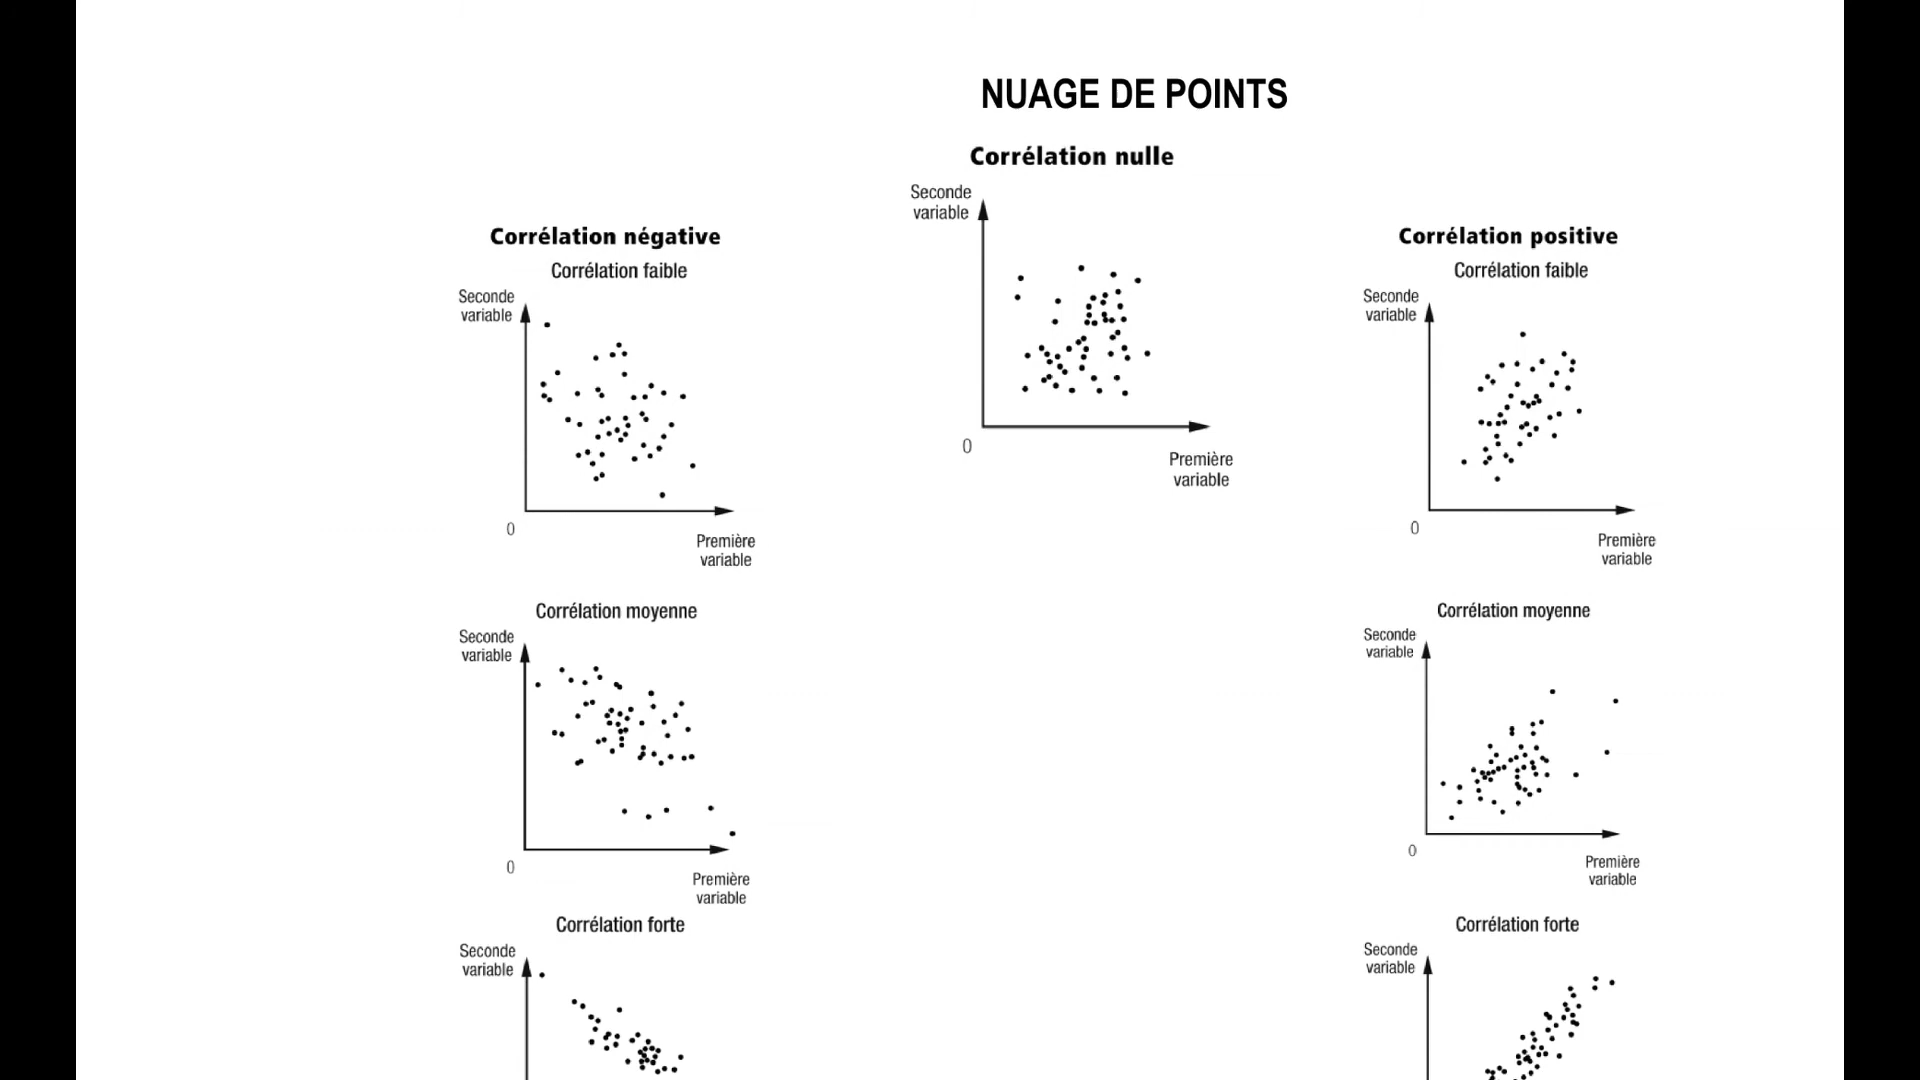 NUAGE DE POINTS
Corrélation nulle
Seconde
variable
0
Première
variable
Corrélation négative
Corrélation faible
Seconde
variable
0
Première
variable
Corrélation moyenne
Seconde
variable
0
Première
variable
Corrélation forte
Seconde
variable
Corrélation positive
Corrélation faible
Seconde
variable
0
Première
variable
Corrélation moyenne
Seconde
variable
0
Première
variable
Corrélation forte
Seconde
variable